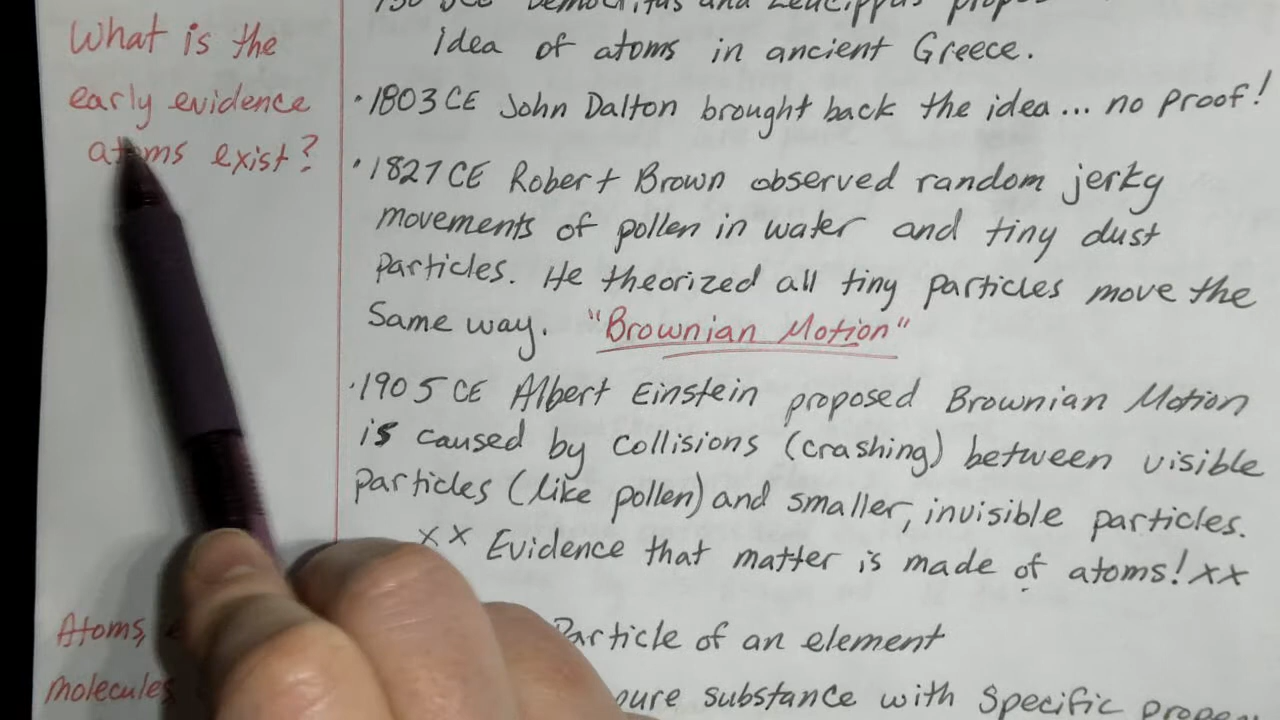 What is the
early evidence
atoms exist?
Democritus and Leucippus
idea of atoms in ancient Greece.
·1803 CE John Dalton brought back the idea... no proof!
·1827 CE Robert Brown observed random jerky
movements of pollen in water and tiny dust
particles. He theorized all tiny particles move the
same way. "Brownian Motion"
·1905 CE Albert Einstein proposed Brownian Motion
is caused by collisions (crashing) between visible
particles (like pollen) and smaller, invisible particles.
xx Evidence that matter is made of atoms! xx
Atoms,
Particle of an element
molecules
pure substance with specific